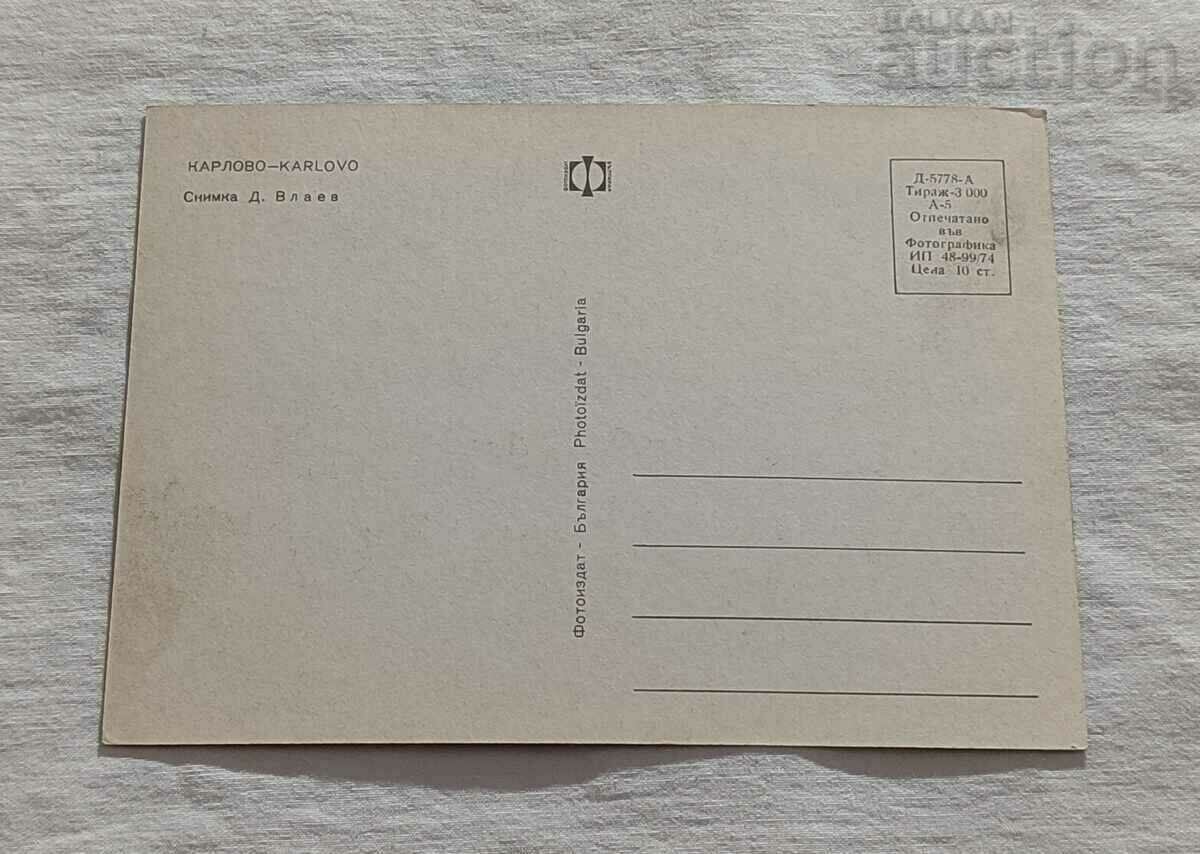 BALKAN
auction
КАРЛОВО—KARLOVO
Снимка Д. Влаев
Д-5778-А
Тираж-3 000
А-5
Отпечатано
във
Фотографика
ИП 48-99/74
Цена 10 ст.
Фотоиздат - България Photoïzdat - Bulgaria